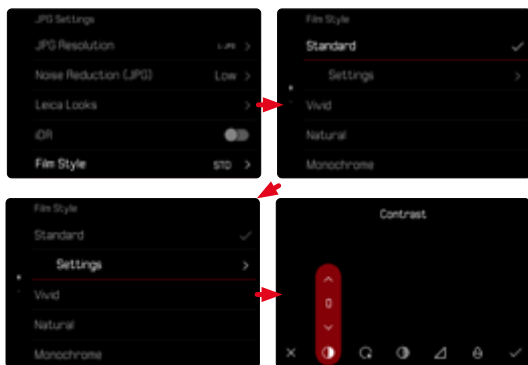 JPG Settings
JPG Resolution L-JPG >
Noise Reduction (JPG) Low >
Leica Looks >
iDR
Film Style STD >
Film Style
Standard
Settings >
Vivid
Natural
Monochrome
Film Style
Standard
Settings >
Vivid
Natural
Monochrome
Contrast
0